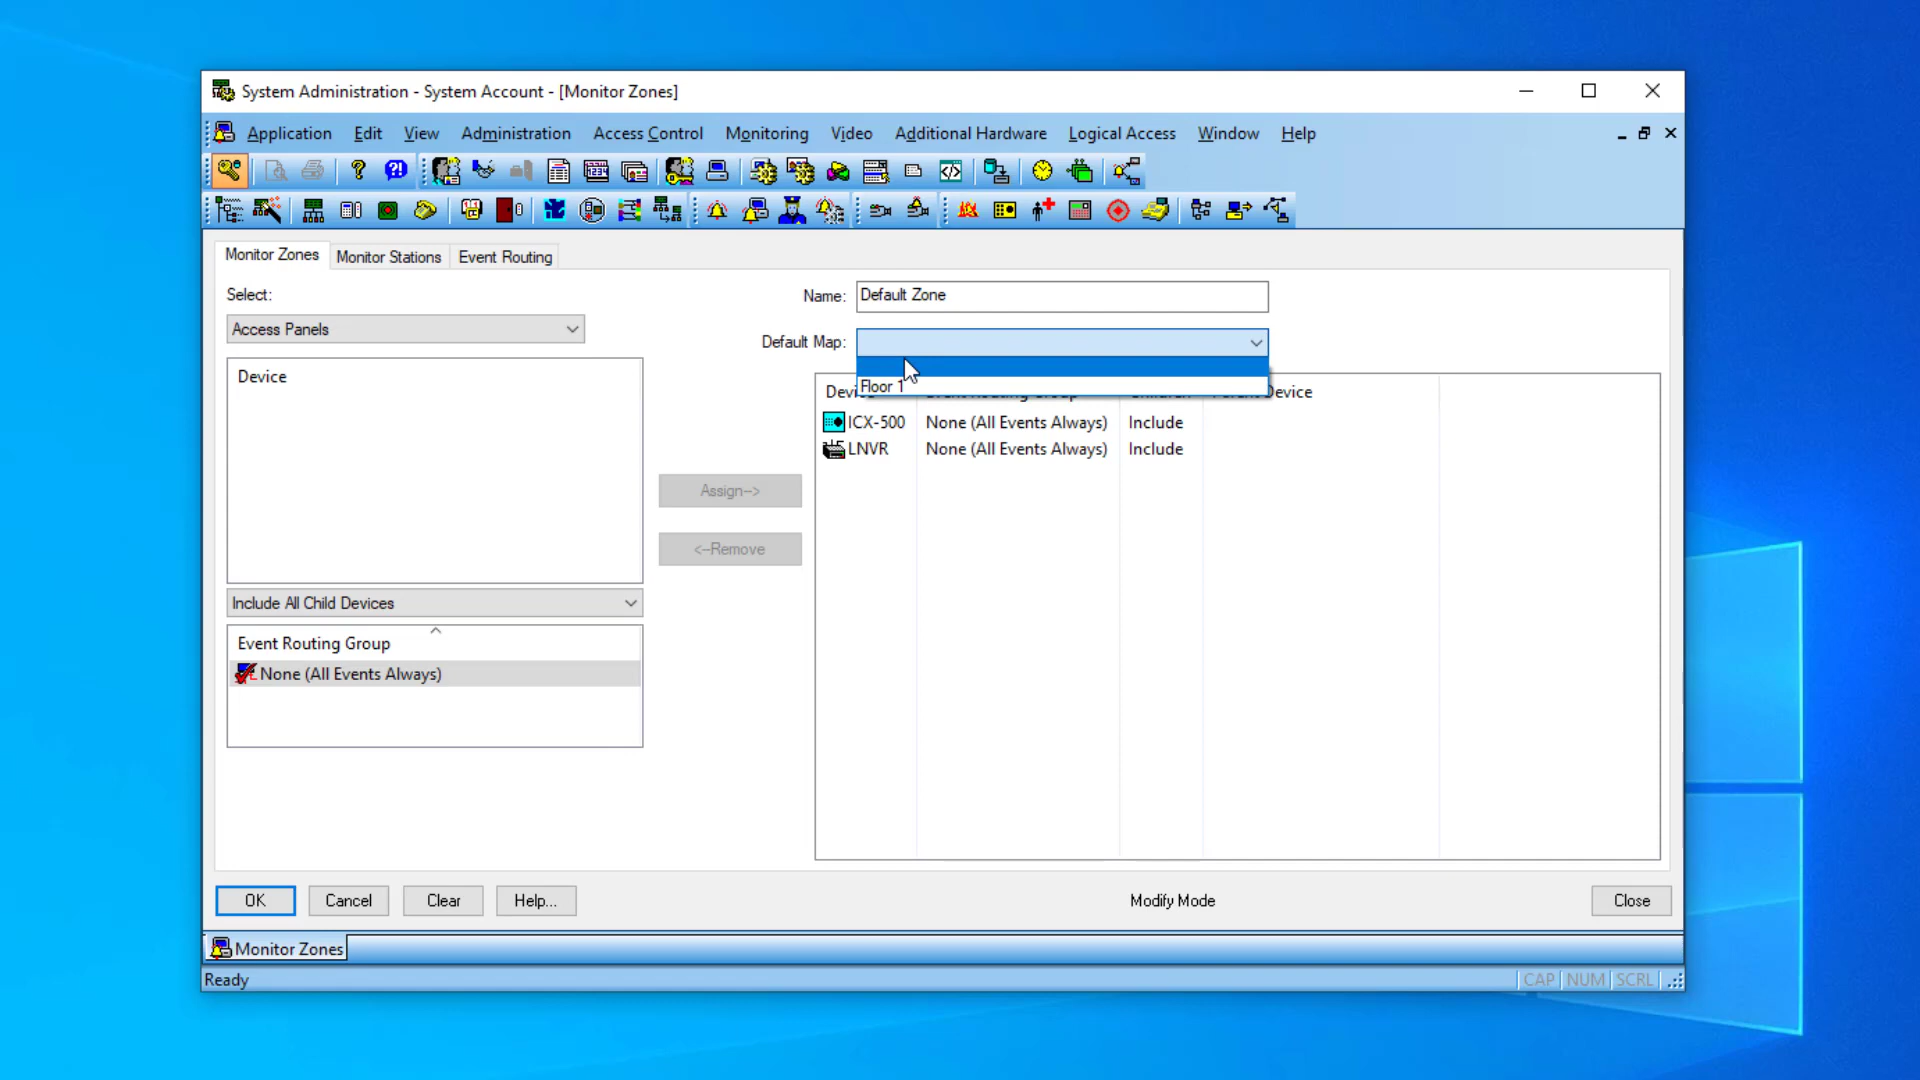 System Administration - System Account - [Monitor Zones]
Application Edit View Administration Access Control Monitoring Video Additional Hardware Logical Access Window Help
Monitor Zones Monitor Stations Event Routing
Select:
Access Panels
Name: Default Zone
Default Map:
Floor 1
Device
Device
ICX-500 None (All Events Always) Include
LNVR None (All Events Always) Include
Assign-->
<--Remove
Include All Child Devices
Event Routing Group
None (All Events Always)
OK Cancel Clear Help... Modify Mode Close
Monitor Zones
Ready CAP NUM SCRL